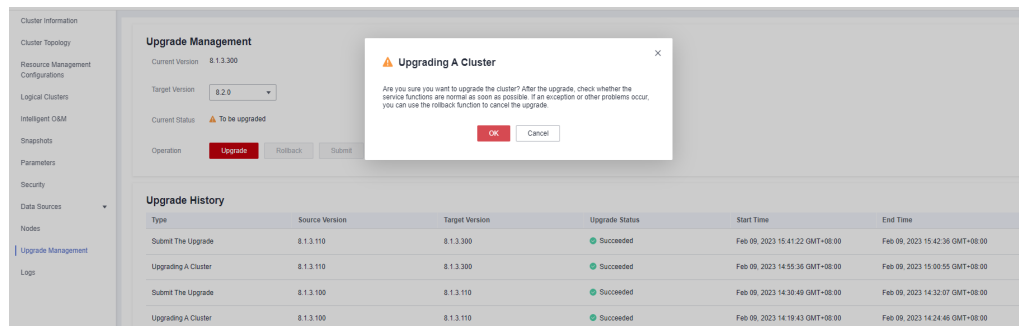 Cluster Information
Cluster Topology
Resource Management
Configurations
Logical Clusters
Intelligent O&M
Snapshots
Parameters
Security
Data Sources
Nodes
Upgrade Management
Logs
Upgrade Management
Current Version 8.1.3.300
Target Version 8.2.0
Current Status To be upgraded
Operation Upgrade Rollback Submit
Upgrading A Cluster
Are you sure you want to upgrade the cluster? After the upgrade, check whether the
service functions are normal as soon as possible. If an exception or other problems occur,
you can use the rollback function to cancel the upgrade.
OK Cancel
Upgrade History
Type Source Version Target Version Upgrade Status Start Time End Time
Submit The Upgrade 8.1.3.110 8.1.3.300 Succeeded Feb 09, 2023 15:41:22 GMT+08:00 Feb 09, 2023 15:42:36 GMT+08:00
Upgrading A Cluster 8.1.3.110 8.1.3.300 Succeeded Feb 09, 2023 14:55:36 GMT+08:00 Feb 09, 2023 15:00:55 GMT+08:00
Submit The Upgrade 8.1.3.100 8.1.3.110 Succeeded Feb 09, 2023 14:30:49 GMT+08:00 Feb 09, 2023 14:32:07 GMT+08:00
Upgrading A Cluster 8.1.3.100 8.1.3.110 Succeeded Feb 09, 2023 14:19:43 GMT+08:00 Feb 09, 2023 14:24:46 GMT+08:00